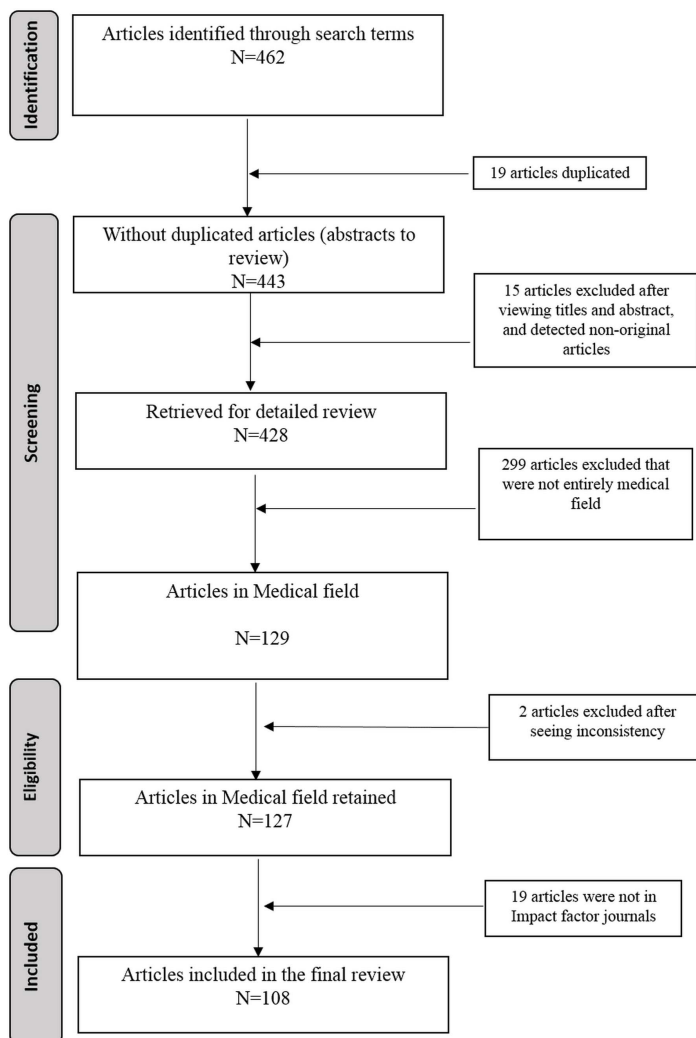 Identification
Articles identified through search terms
N=462
19 articles duplicated
Screening
Without duplicated articles (abstracts to
review)
N=443
15 articles excluded after
viewing titles and abstract,
and detected non-original
articles
Retrieved for detailed review
N=428
299 articles excluded that
were not entirely medical
field
Articles in Medical field
N=129
Eligibility
2 articles excluded after
seeing inconsistency
Articles in Medical field retained
N=127
Included
19 articles were not in
Impact factor journals
Articles included in the final review
N=108